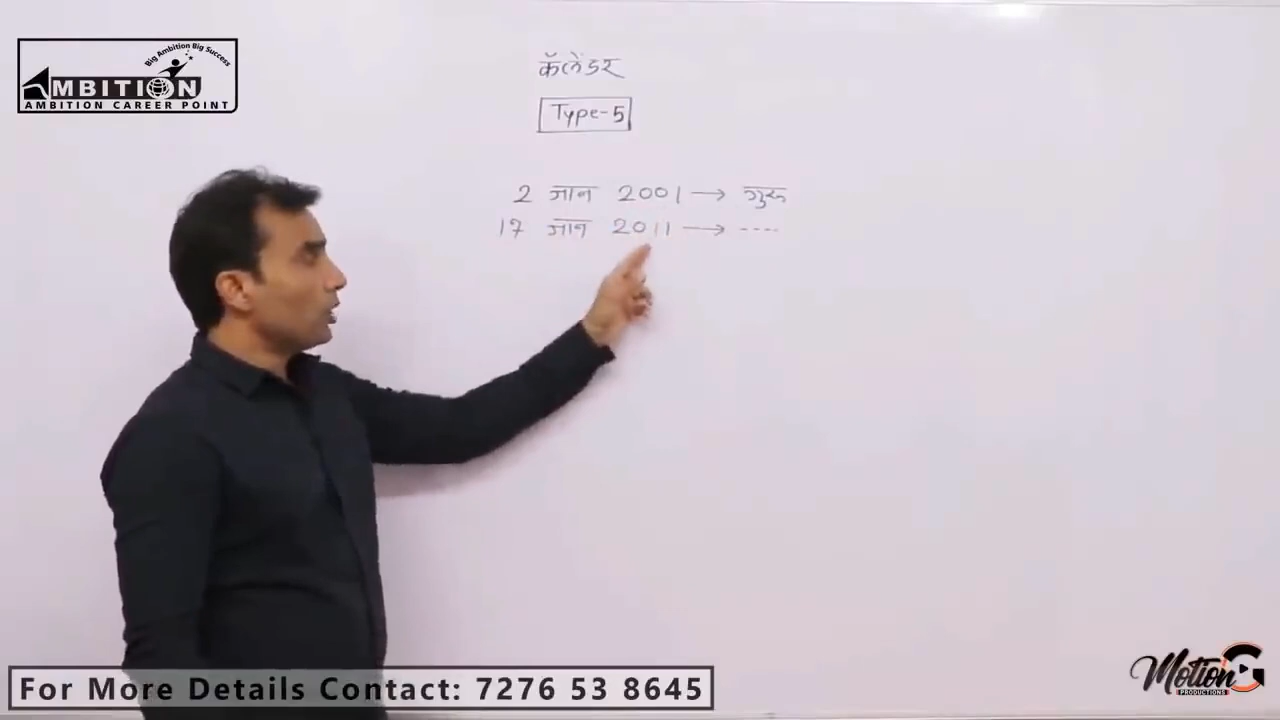 Big Ambition Big Success
AMBITION
AMBITION CAREER POINT
कॅलेंडर
Type-5
2 जान 2001 → गुरु
17 जान 2011 → ----
For More Details Contact: 7276 53 8645
Motion G
PRODUCTIONS